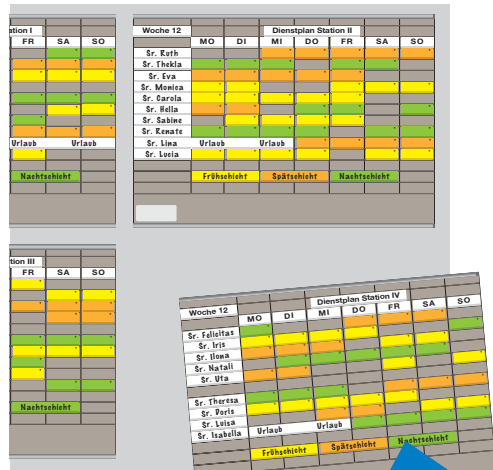 tion I
FR SA SO
Urlaub Urlaub
Nachtschicht
Woche 12 Dienstplan Station II
MO DI MI DO FR SA SO
Sr. Ruth
Sr. Thekla
Sr. Eva
Sr. Monica
Sr. Carola
Sr. Hella
Sr. Sabine
Sr. Renate
Sr. Lina Urlaub Urlaub
Sr. Lucia
Frühschicht Spätschicht Nachtschicht
tion III
FR SA SO
Nachtschicht
Woche 12 Dienstplan Station IV
MO DI MI DO FR SA SO
Sr. Felicitas
Sr. Iris
Sr. Ilona
Sr. Natali
Sr. Uta
Sr. Theresa
Sr. Doris
Sr. Luisa
Sr. Isabella Urlaub Urlaub
Frühschicht Spätschicht Nachtschicht